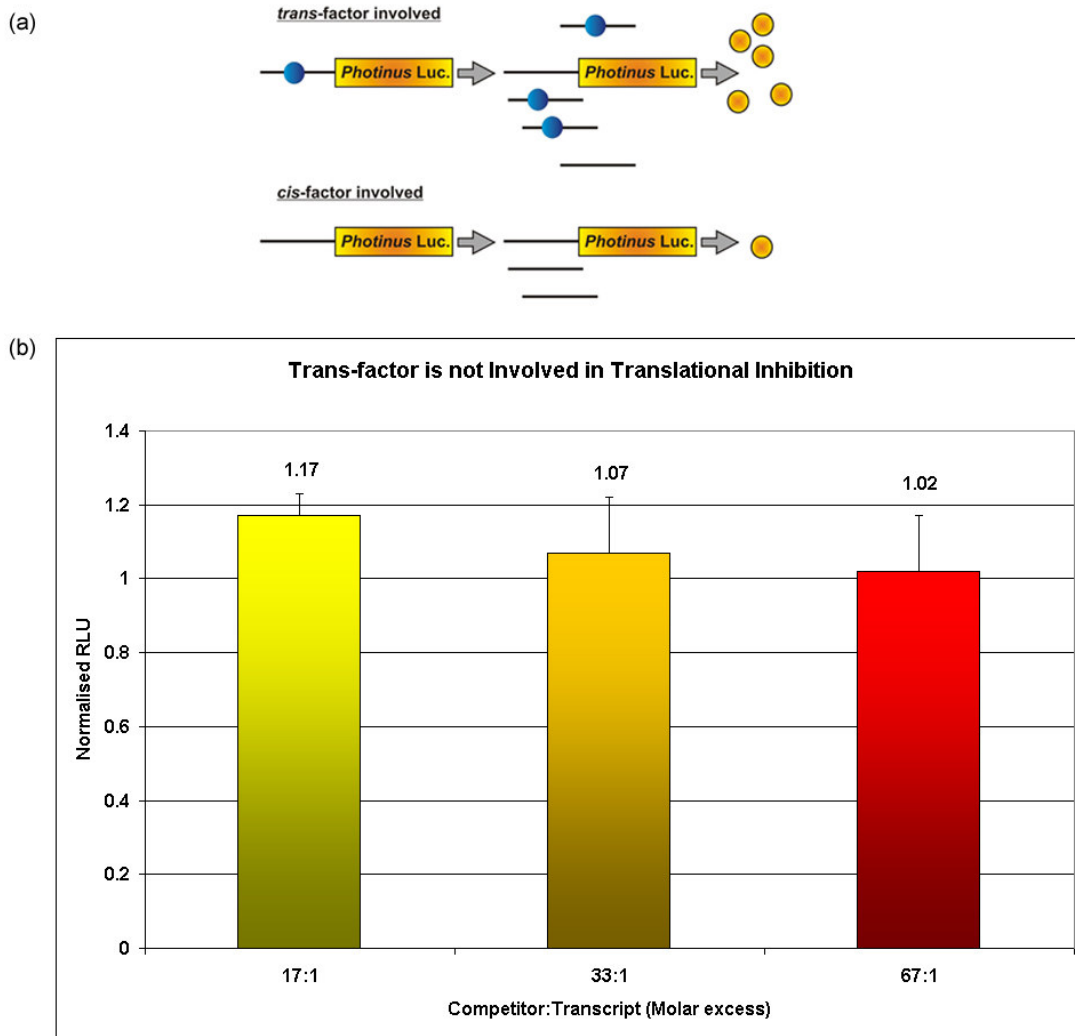 (a)
trans-factor involved
Photinus Luc.
Photinus Luc.
cis-factor involved
Photinus Luc.
Photinus Luc.
(b)
Trans-factor is not Involved in Translational Inhibition
1.4
1.2
1
0.8
0.6
0.4
0.2
0
Normalised RLU
1.17
1.07
1.02
17:1
33:1
67:1
Competitor:Transcript (Molar excess)